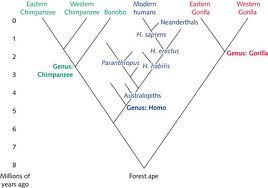 Eastern
Chimpanzee
Western
Chimpanzee
Bonobo
Modern
humans
Eastern
Gorilla
Western
Gorilla
Neanderthals
H. sapiens
H. erectus
Paranthropus
H. habilis
Genus: Gorilla
Genus:
Chimpanzee
Australopiths
Genus: Homo
0
1
2
3
4
5
6
7
8
Millions of
years ago
Forest ape